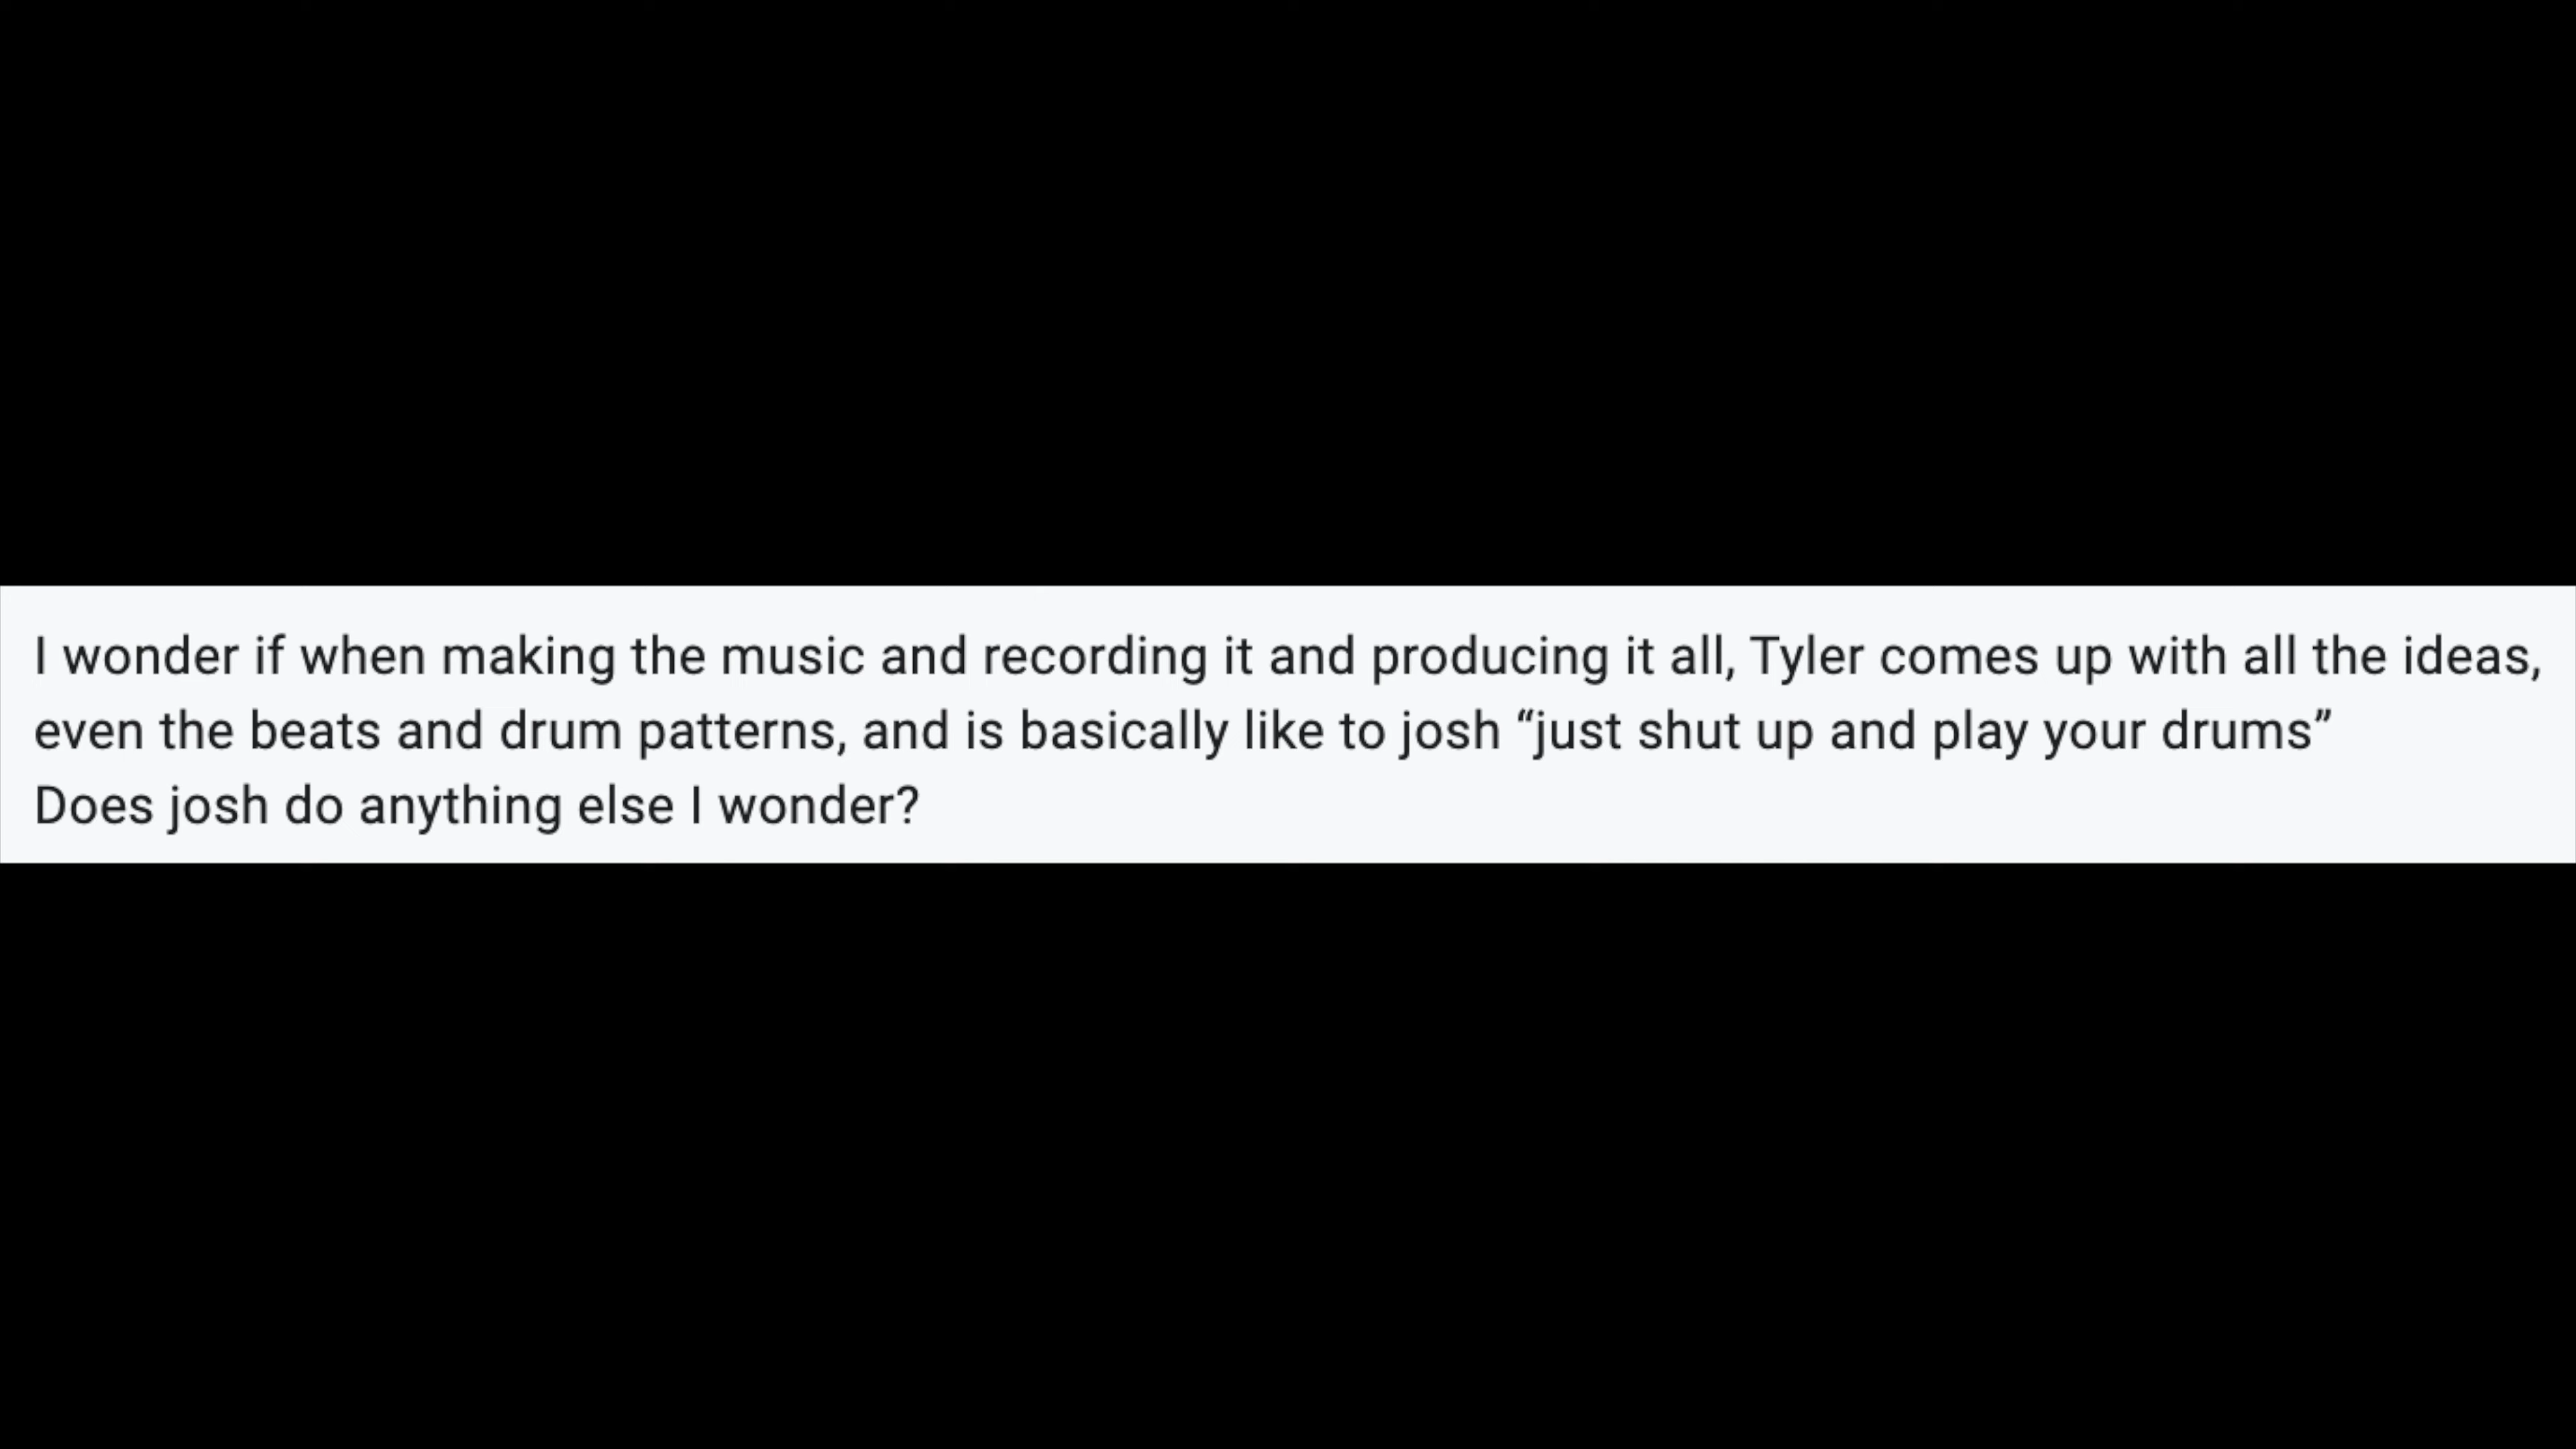 I wonder if when making the music and recording it and producing it all, Tyler comes up with all the ideas,
even the beats and drum patterns, and is basically like to josh “just shut up and play your drums”
Does josh do anything else I wonder?